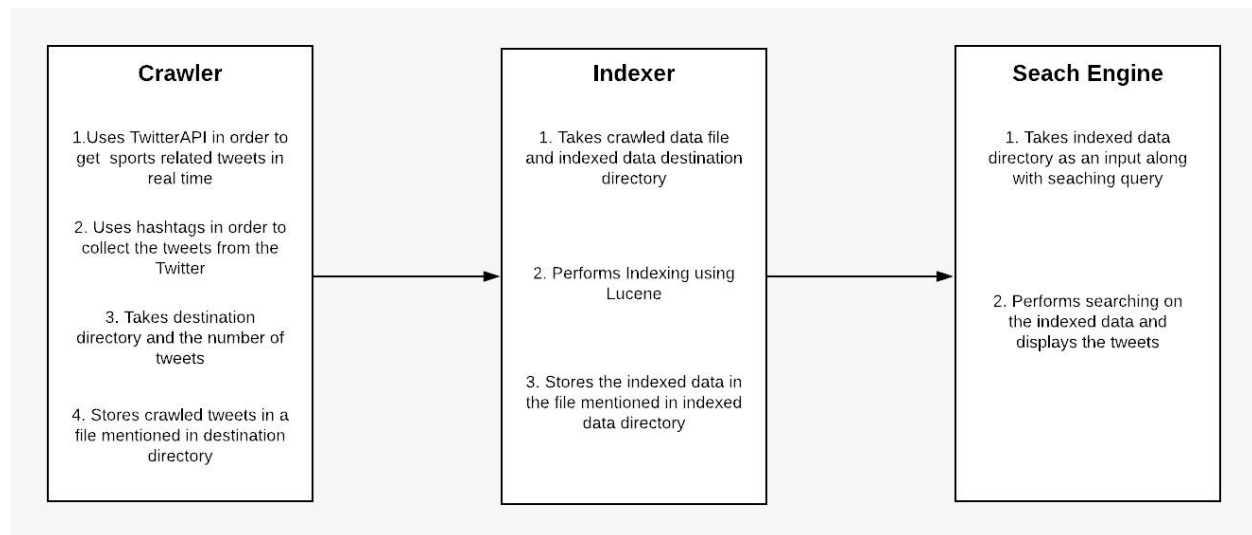 Crawler
1.Uses TwitterAPI in order to
get sports related tweets in
real time
2. Uses hashtags in order to
collect the tweets from the
Twitter
3. Takes destination
directory and the number of
tweets
4. Stores crawled tweets in a
file mentioned in destination
directory
Indexer
1. Takes crawled data file
and indexed data destination
directory
2. Performs Indexing using
Lucene
3. Stores the indexed data in
the file mentioned in indexed
data directory
Seach Engine
1. Takes indexed data
directory as an input along
with seaching query
2. Performs searching on
the indexed data and
displays the tweets